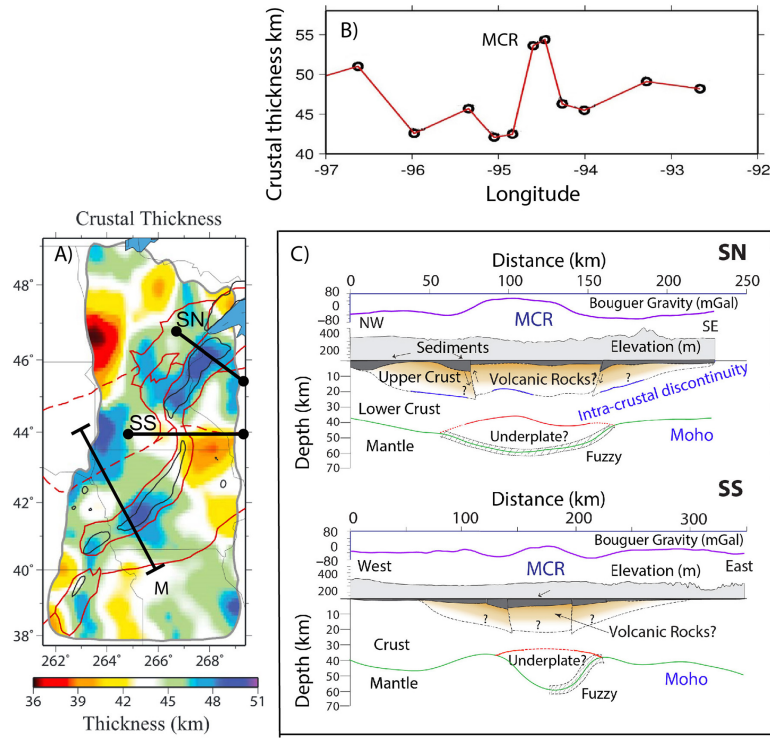 B)
Crustal thickness km)
55
50
45
40
MCR
-97 -96 -95 -94 -93 -92
Longitude
Crustal Thickness
A)
48°
46°
44°
42°
40°
38°
SN
SS
M
262° 264° 266° 268°
36 39 42 45 48 51
Thickness (km)
C)
SN
Distance (km)
0 50 100 150 200 250
80
0
-80
Bouguer Gravity (mGal)
NW
MCR
SE
400
200
Elevation (m)
Sediments
0
10
20
30
40
50
60
70
Depth (km)
Upper Crust
?
Volcanic Rocks?
?
?
Intra-crustal discontinuity
Lower Crust
Mantle
Underplate?
Moho
Fuzzy
SS
Distance (km)
0 100 200 300
80
0
-80
Bouguer Gravity (mGal)
West
MCR
East
400
200
Elevation (m)
0
10
20
30
40
50
60
70
Depth (km)
?
?
?
Volcanic Rocks?
Crust
Mantle
Underplate?
Moho
Fuzzy